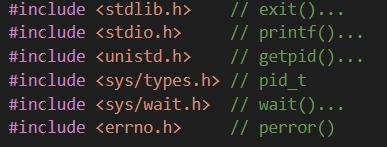 #include <stdlib.h>    // exit()...
#include <stdio.h>     // printf()...
#include <unistd.h>    // getpid()...
#include <sys/types.h> // pid_t
#include <sys/wait.h>  // wait()...
#include <errno.h>     // perror()